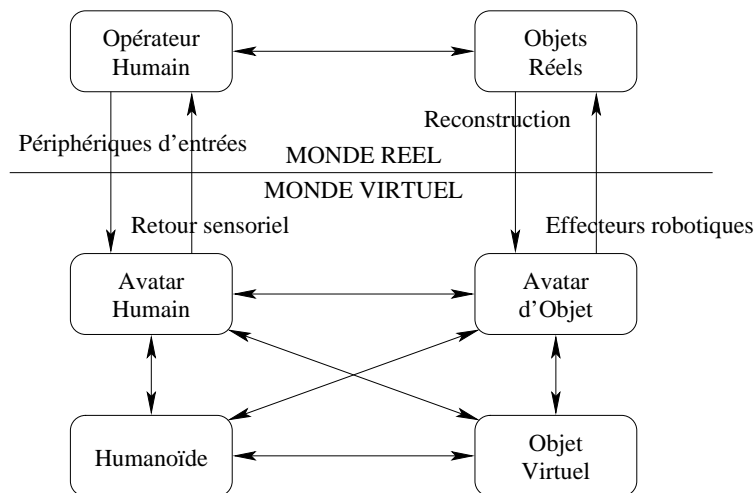 Opérateur
Humain
Objets
Réels
Reconstruction
Périphériques d'entrées
MONDE REEL
MONDE VIRTUEL
Retour sensoriel
Effecteurs robotiques
Avatar
Humain
Avatar
d'Objet
Humanoïde
Objet
Virtuel